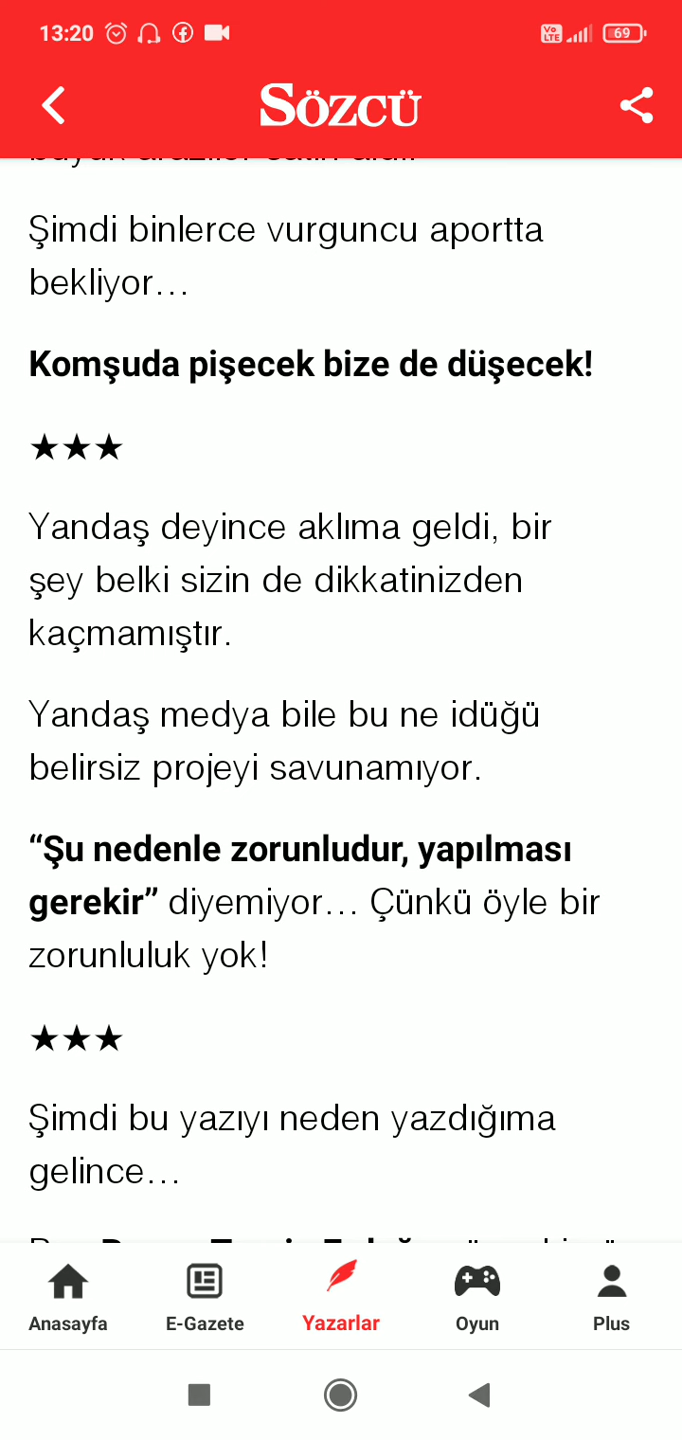 13:20
Vo LTE
69
SÖZCÜ
Şimdi binlerce vurguncu aportta
bekliyor...
Komşuda pişecek bize de düşecek!
★★★
Yandaş deyince aklıma geldi, bir
şey belki sizin de dikkatinizden
kaçmamıştır.
Yandaş medya bile bu ne idüğü
belirsiz projeyi savunamıyor.
“Şu nedenle zorunludur, yapılması
gerekir” diyemiyor... Çünkü öyle bir
zorunluluk yok!
★★★
Şimdi bu yazıyı neden yazdığıma
gelince...
Anasayfa
E-Gazete
Yazarlar
Oyun
Plus